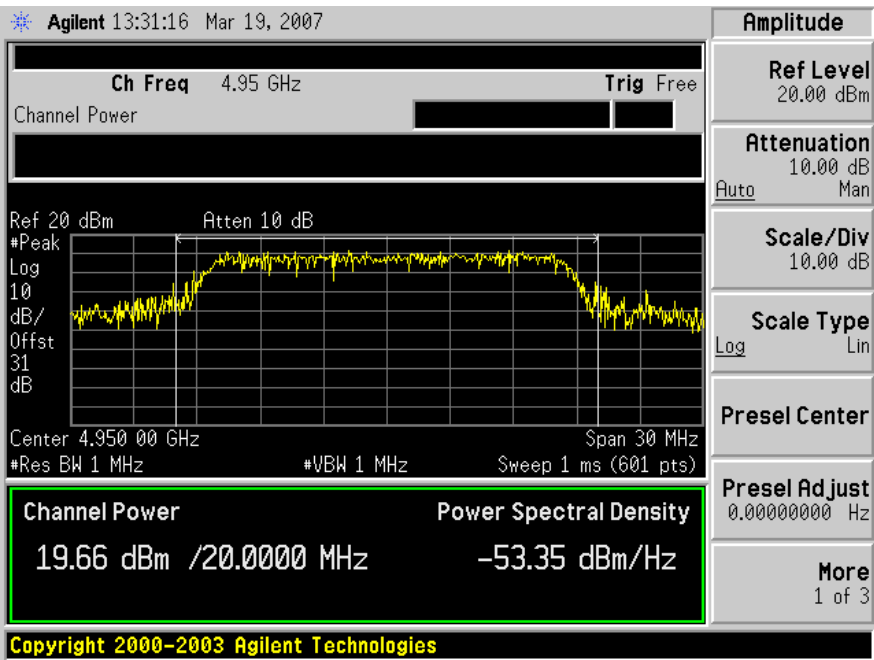 Agilent 13:31:16 Mar 19, 2007
Ch Freq 4.95 GHz Trig Free
Channel Power
Ref 20 dBm Atten 10 dB
#Peak
Log
10
dB/
Offst
31
dB
Center 4.950 00 GHz Span 30 MHz
#Res BW 1 MHz #VBW 1 MHz Sweep 1 ms (601 pts)
Channel Power Power Spectral Density
19.66 dBm /20.0000 MHz -53.35 dBm/Hz
Copyright 2000-2003 Agilent Technologies
Amplitude
Ref Level
20.00 dBm
Attenuation
10.00 dB
Auto Man
Scale/Div
10.00 dB
Scale Type
Log Lin
Presel Center
Presel Adjust
0.00000000 Hz
More
1 of 3